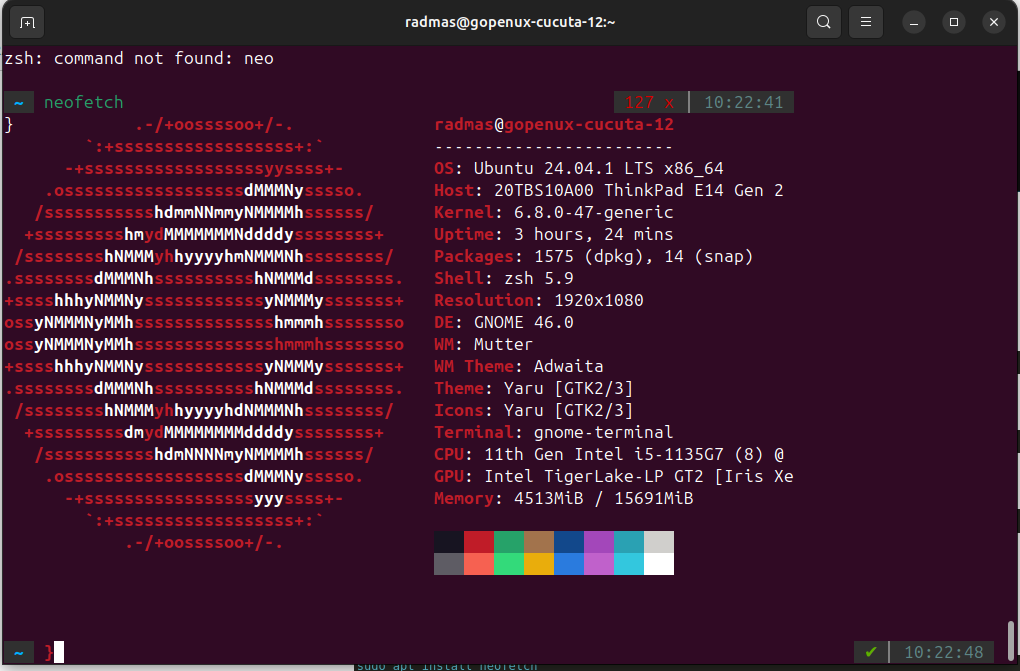 radmas@gopenux-cucuta-12:~
zsh: command not found: neo
~ neofetch 127 ✘ 10:22:41
} .-/+oossssoo+/-. radmas@gopenux-cucuta-12
`:+ssssssssssssssssss+:` ------------------------
-+ssssssssssssssssssyyssss+- OS: Ubuntu 24.04.1 LTS x86_64
.ossssssssssssssssssdMMMNysssso. Host: 20TBS10A00 ThinkPad E14 Gen 2
/ssssssssssshdmmNNmmyNMMMMhssssss/ Kernel: 6.8.0-47-generic
+ssssssssshmydMMMMMMMNddddyssssssss+ Uptime: 3 hours, 24 mins
/sssssssshNMMMyhhyyyyhmNMMMNhssssssss/ Packages: 1575 (dpkg), 14 (snap)
.ssssssssdMMMNhsssssssssshNMMMdssssssss. Shell: zsh 5.9
+sssshhhyNMMNyssssssssssssyNMMMysssssss+ Resolution: 1920x1080
ossyNMMMNyMMhsssssssssssssshmmmhssssssso DE: GNOME 46.0
ossyNMMMNyMMhsssssssssssssshmmmhssssssso WM: Mutter
+sssshhhyNMMNyssssssssssssyNMMMysssssss+ WM Theme: Adwaita
.ssssssssdMMMNhsssssssssshNMMMdssssssss. Theme: Yaru [GTK2/3]
/sssssssshNMMMyhhyyyyhdNMMMNhssssssss/ Icons: Yaru [GTK2/3]
+sssssssssdmydMMMMMMMMddddyssssssss+ Terminal: gnome-terminal
/ssssssssssshdmNNNNmyNMMMMhssssss/ CPU: 11th Gen Intel i5-1135G7 (8) @
.ossssssssssssssssssdMMMNysssso. GPU: Intel TigerLake-LP GT2 [Iris Xe
-+sssssssssssssssssyyyssss+- Memory: 4513MiB / 15691MiB
`:+ssssssssssssssssss+:`
.-/+oossssoo+/-.
~ } ✔ 10:22:48
sudo apt install neofetch